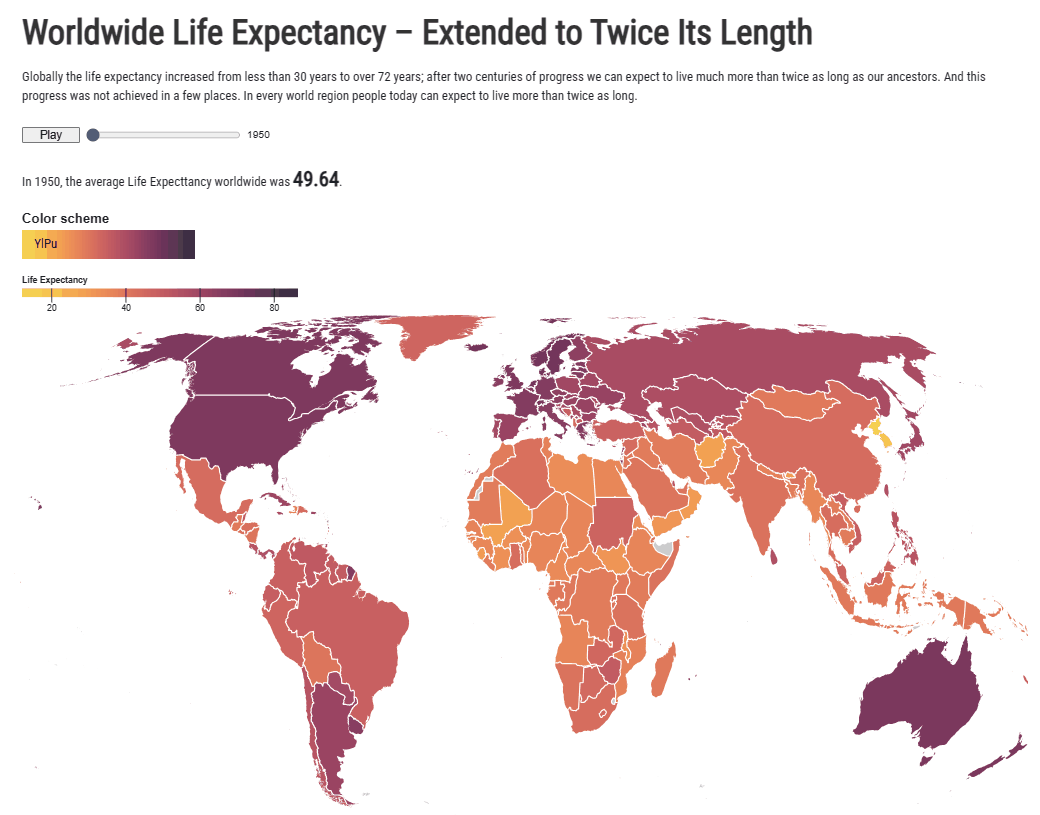 Worldwide Life Expectancy – Extended to Twice Its Length
Globally the life expectancy increased from less than 30 years to over 72 years; after two centuries of progress we can expect to live much more than twice as long as our ancestors. And this
progress was not achieved in a few places. In every world region people today can expect to live more than twice as long.
Play 1950
In 1950, the average Life Expecttancy worldwide was 49.64.
Color scheme
YlPu
Life Expectancy
20 40 60 80